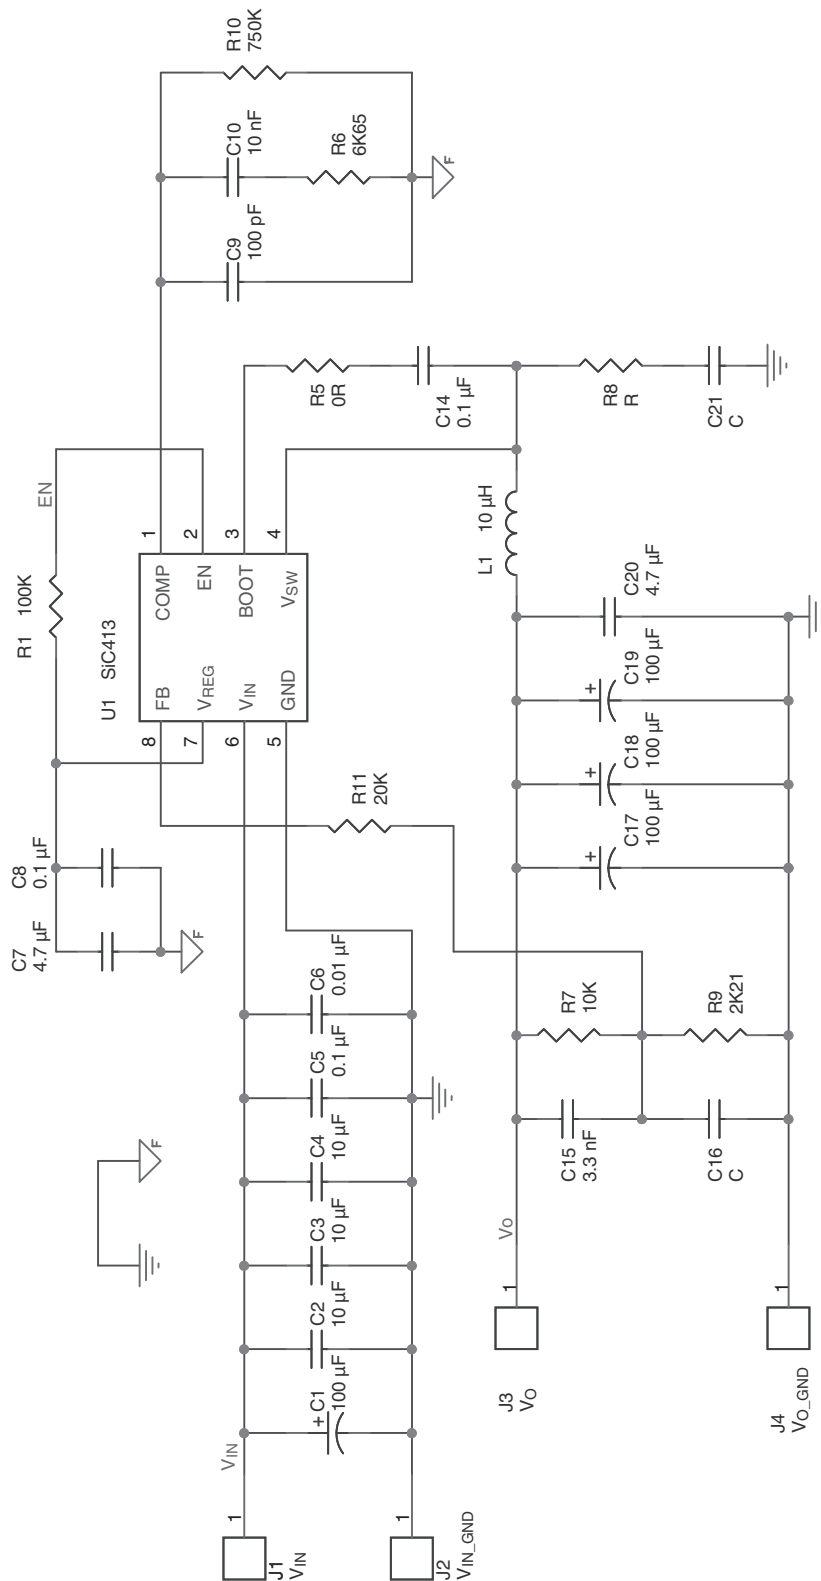 R10
750K
C10
10 nF
R6
6K65
C9
100 pF
F
R5
0R
C14
0.1 µF
R8
R
C21
C
EN
R1 100K
1
2
3
4
COMP
EN
BOOT
VSW
U1 SiC413
FB
VREG
VIN
GND
8
7
6
5
L1 10 µH
C20
4.7 µF
C19
100 µF
+
C18
100 µF
+
C17
100 µF
+
R11
20K
C8
0.1 µF
C7
4.7 µF
F
C6
0.01 µF
C5
0.1 µF
C4
10 µF
C3
10 µF
C2
10 µF
C1
100 µF
+
R7
10K
R9
2K21
C15
3.3 nF
C16
C
F
VIN
1
J1
VIN
1
J2
VIN_GND
Vo
1
J3
VO
1
J4
VO_GND